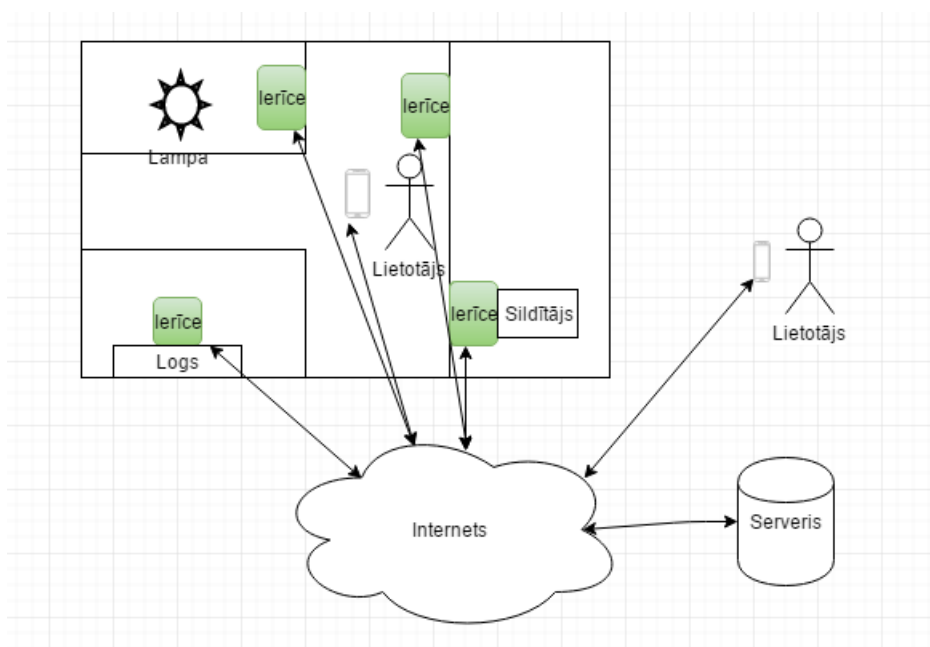 Ierīce
Ierīce
Lampa
Lietotājs
Ierīce
Sildītājs
Ierīce
Logs
Lietotājs
Internets
Serveris